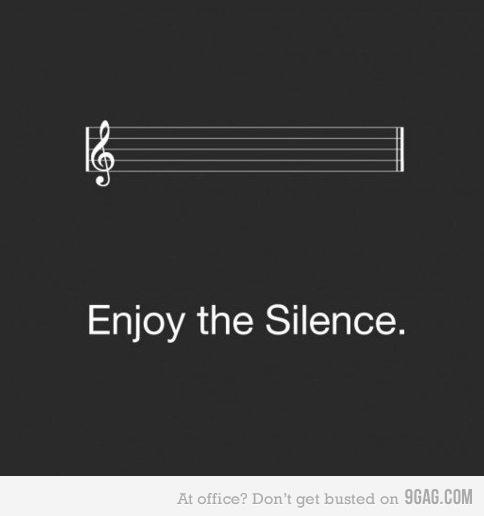 Enjoy the Silence.
At office? Don't get busted on 9GAG.COM